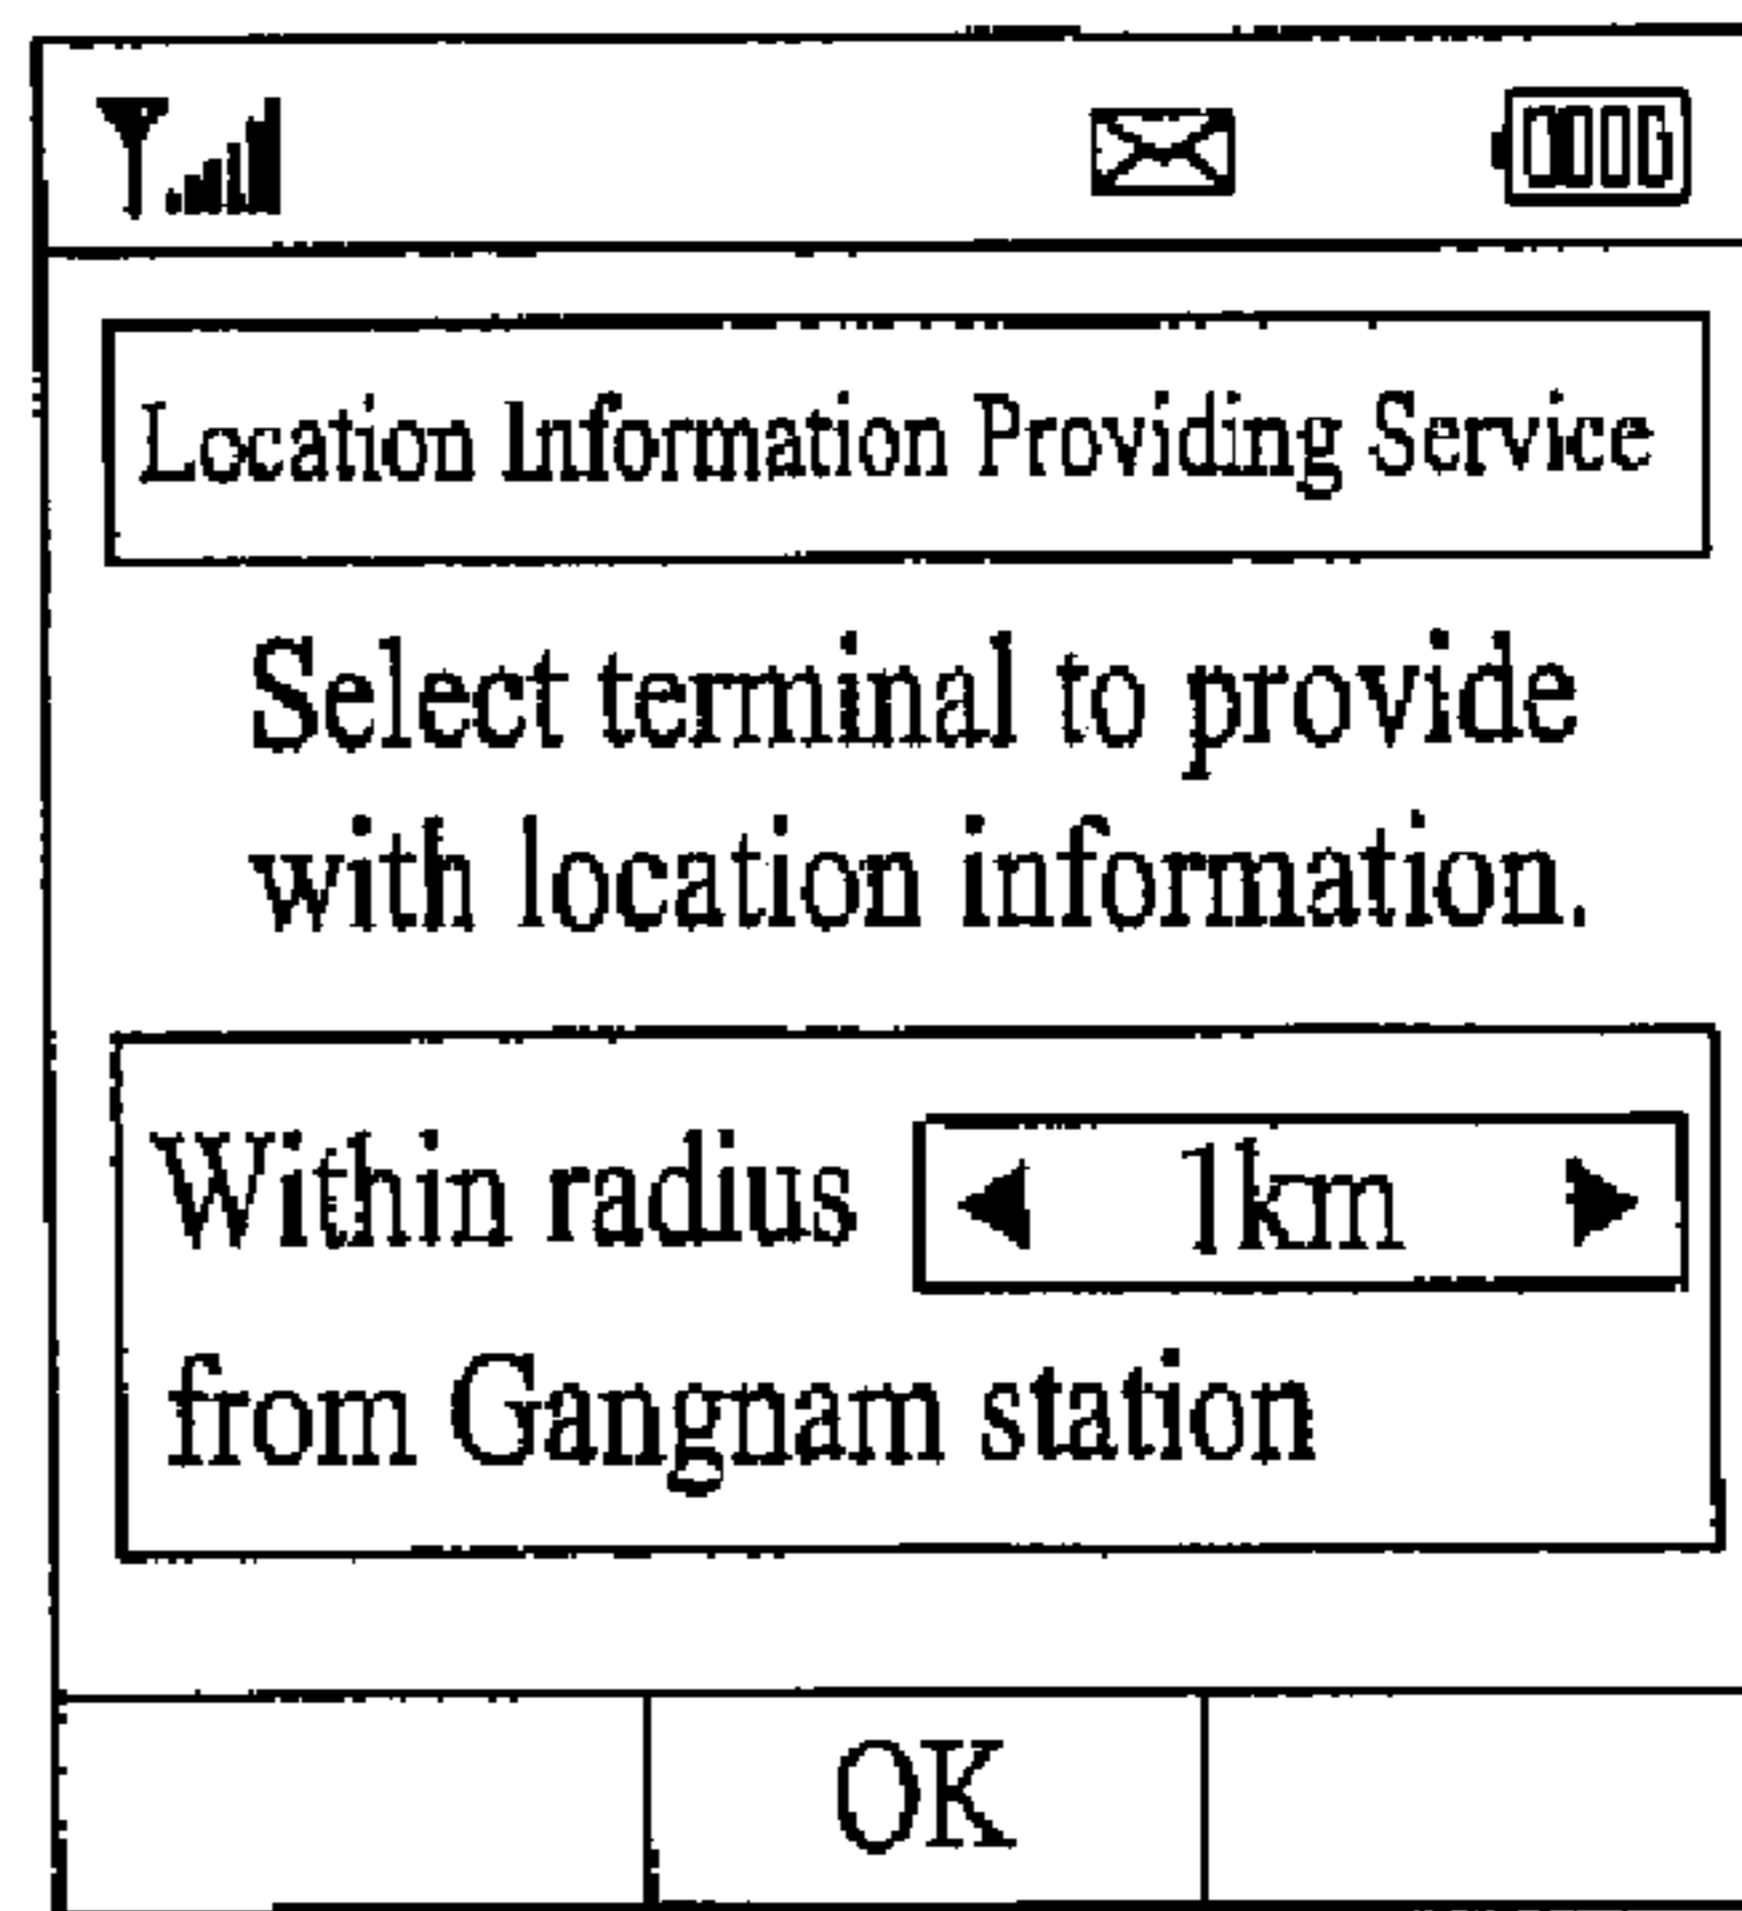 Location Information Providing Service
Select terminal to provide
with location information.
Within radius ◀ 1km ▶
from Gangnam station
OK